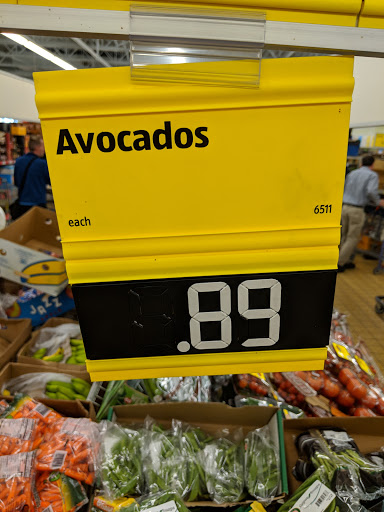 Avocados
each
6511
.89